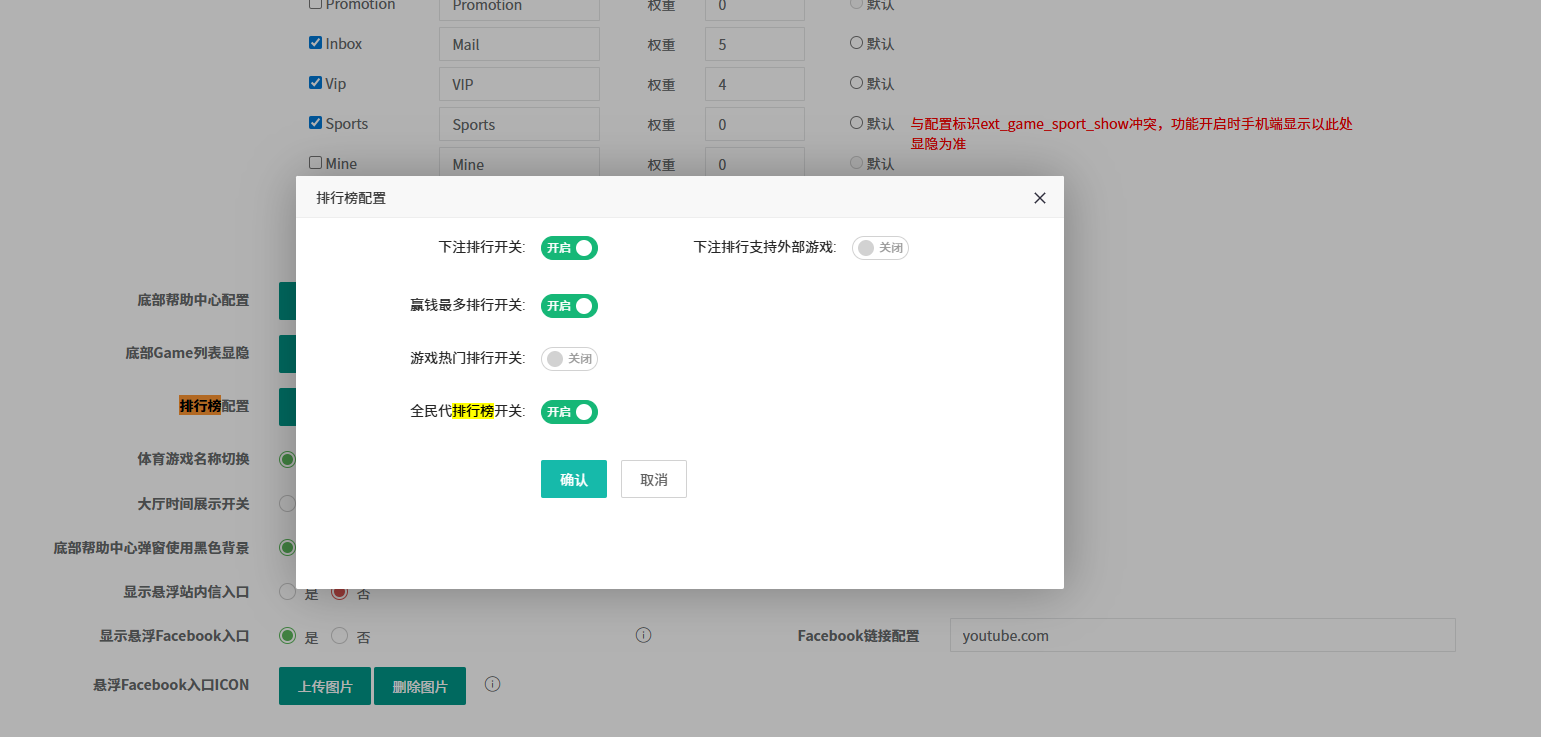 Promotion Promotion 权重 0 默认
Inbox Mail 权重 5 默认
Vip VIP 权重 4 默认
Sports Sports 权重 0 默认 与配置标识ext_game_sport_show冲突，功能开启时手机端显示以此处
显隐为准
Mine Mine 权重 0 默认
排行榜配置
下注排行开关: 开启 下注排行支持外部游戏: 关闭
底部帮助中心配置
赢钱最多排行开关: 开启
底部Game列表显隐
游戏热门排行开关: 关闭
排行榜配置
全民代排行榜开关: 开启
体育游戏名称切换
确认 取消
大厅时间展示开关
底部帮助中心弹窗使用黑色背景
显示悬浮站内信入口 是 否
显示悬浮Facebook入口 是 否 Facebook链接配置 youtube.com
悬浮Facebook入口ICON 上传图片 删除图片